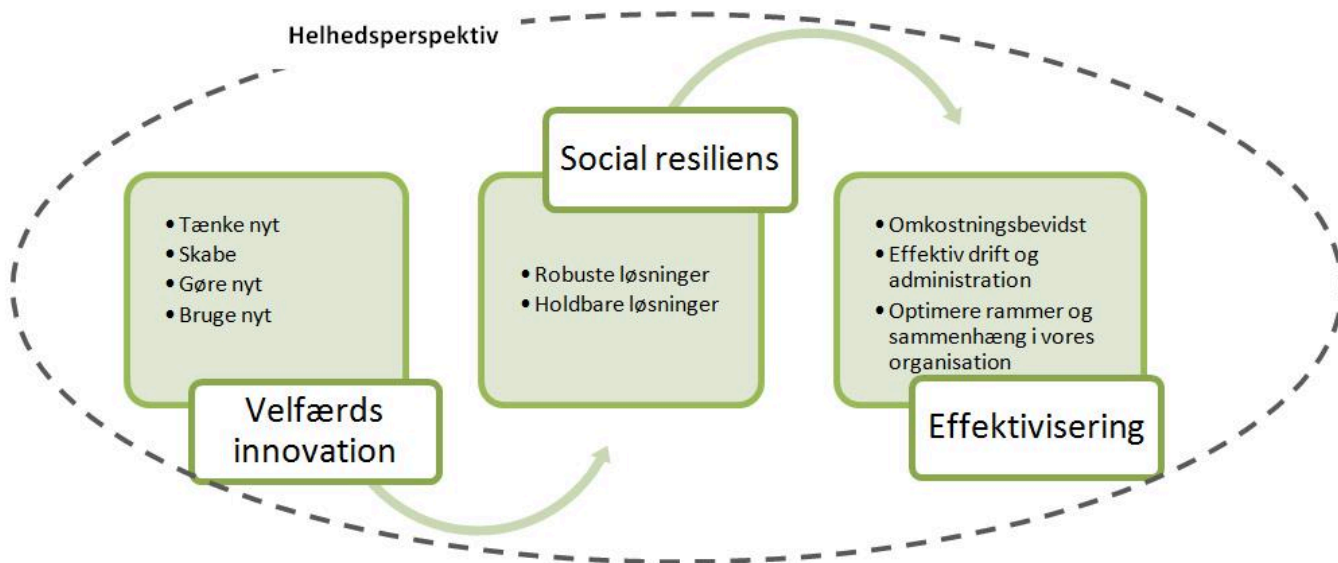 Helhedsperspektiv
• Tænke nyt
• Skabe
• Gøre nyt
• Bruge nyt
Velfærds
innovation
Social resiliens
• Robuste løsninger
• Holdbare løsninger
• Omkostningsbevidst
• Effektiv drift og
administration
• Optimere rammer og
sammenhæng i vores
organisation
Effektivisering